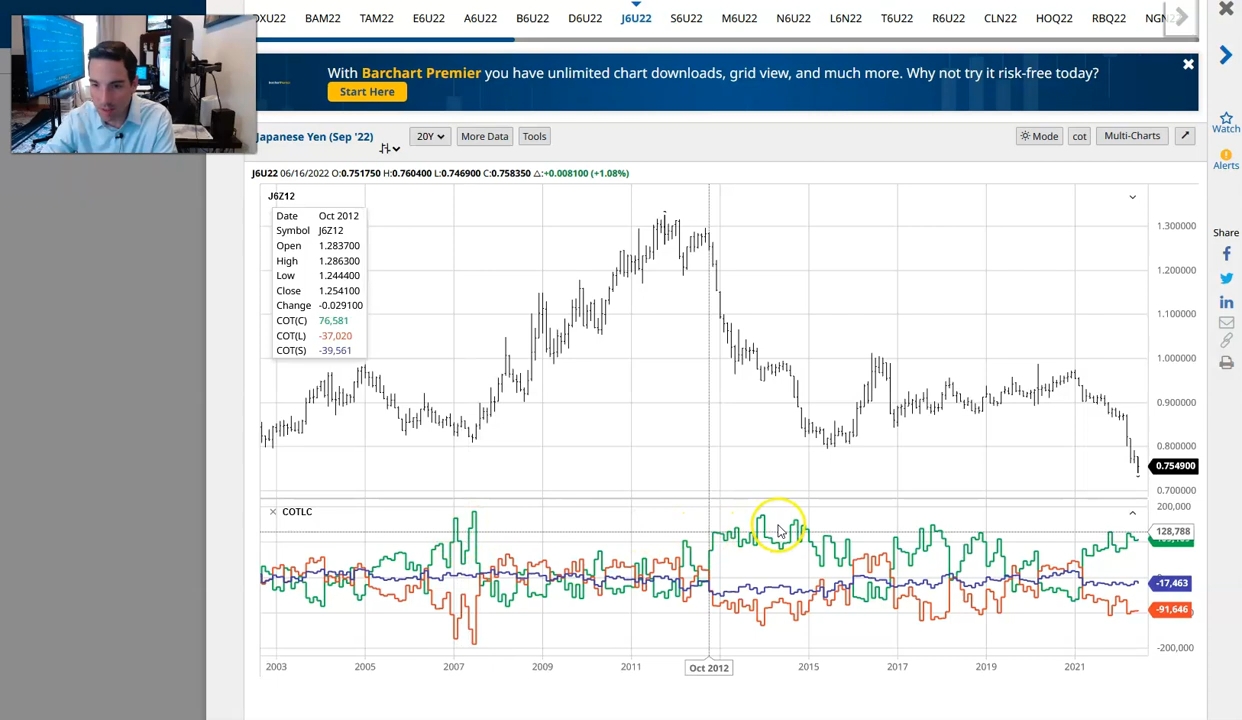 DXU22 BAM22 TAM22 E6U22 A6U22 B6U22 D6U22 J6U22 S6U22 M6U22 N6U22 L6N22 T6U22 R6U22 CLN22 HOQ22 RBQ22 NGN
With Barchart Premier you have unlimited chart downloads, grid view, and much more. Why not try it risk-free today?
Start Here
Japanese Yen (Sep '22) 20Y More Data Tools Mode cot Multi-Charts
Watch
Alerts
J6U22 06/16/2022 O:0.751750 H:0.760400 L:0.746900 C:0.758350 △:+0.008100 (+1.08%)
J6Z12
Date Oct 2012
Symbol J6Z12
Open 1.283700
High 1.286300
Low 1.244400
Close 1.254100
Change -0.029100
COT(C) 76,581
COT(L) -37,020
COT(S) -39,561
Share
1.300000
1.200000
1.100000
1.000000
0.900000
0.800000
0.754900
0.700000
COTLC
200,000
128,788
-17,463
-91,646
-200,000
2003 2005 2007 2009 2011 Oct 2012 2015 2017 2019 2021